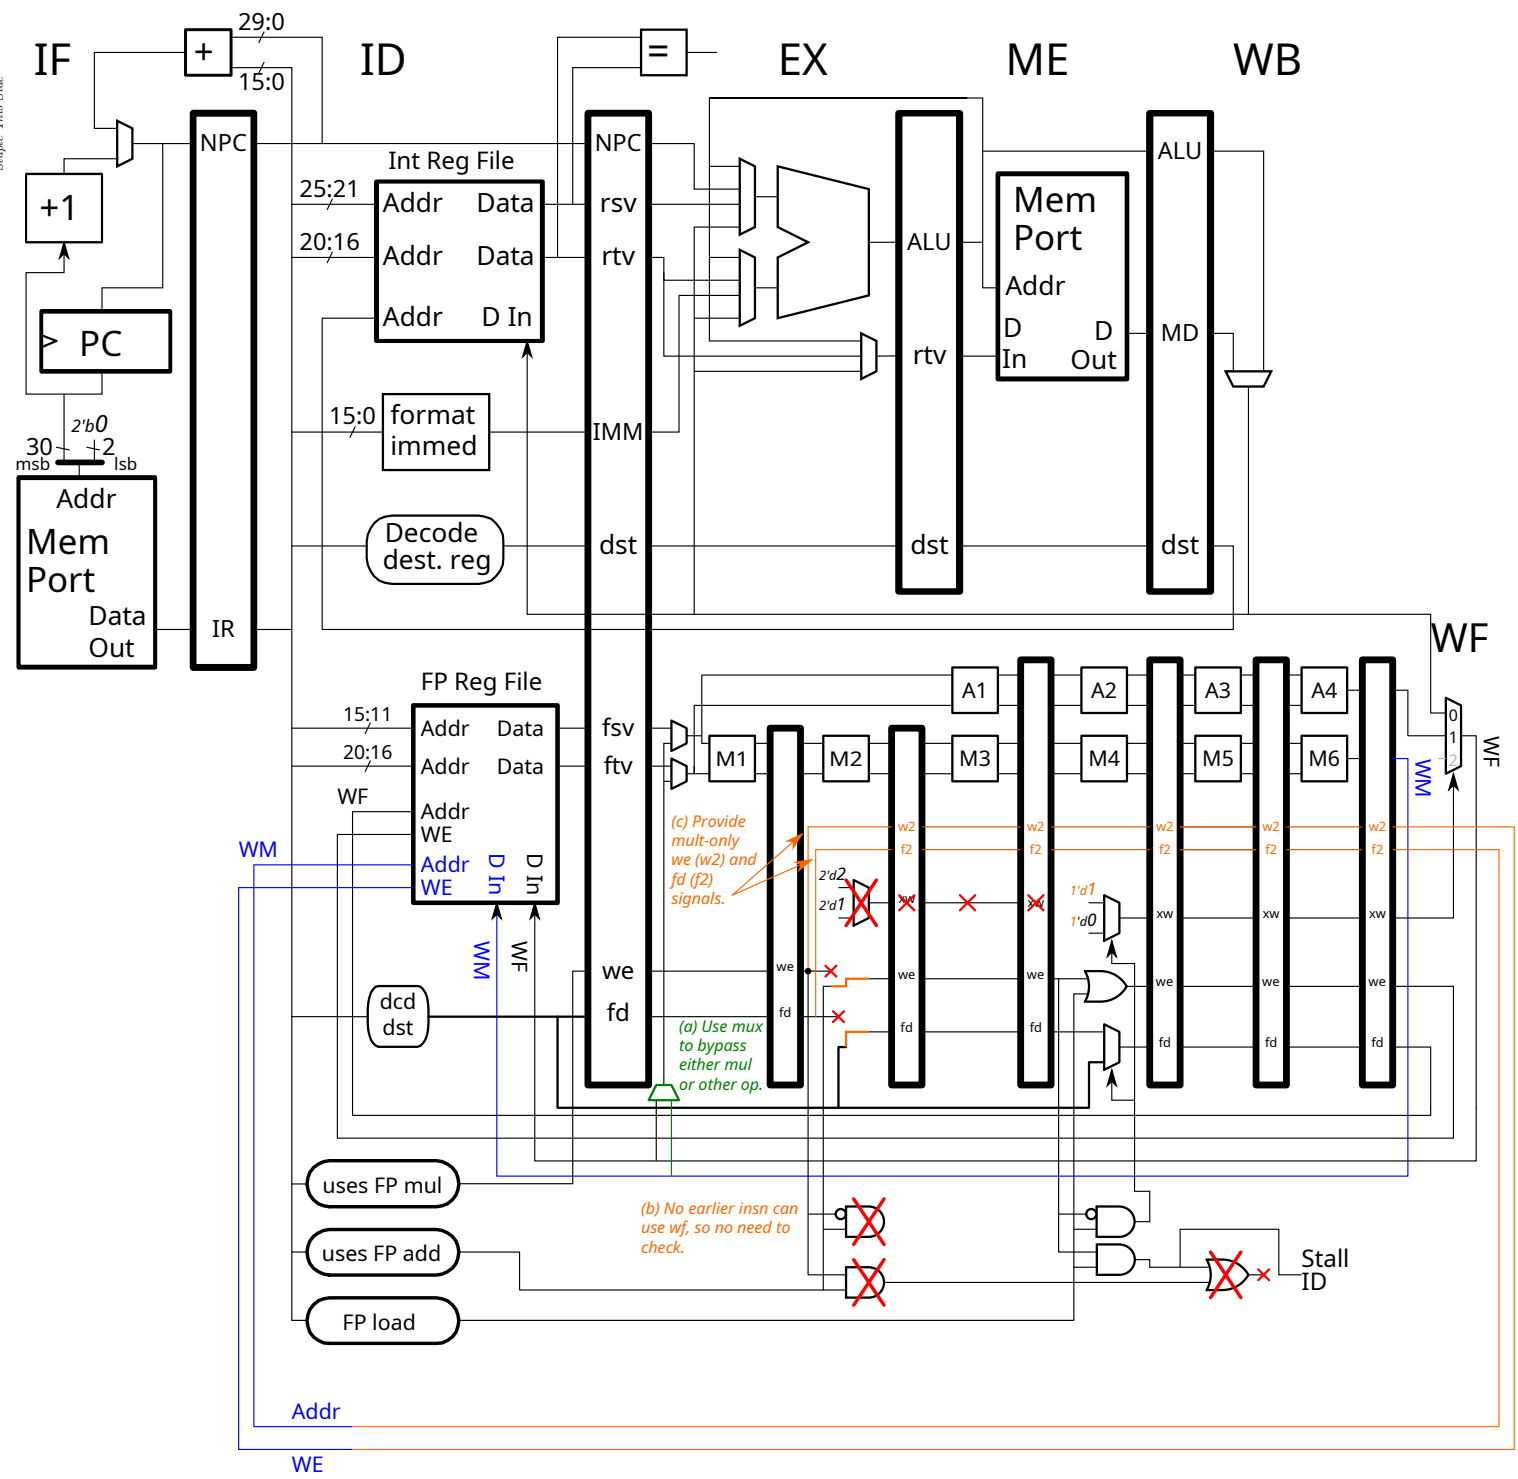 IF
ID
EX
ME
WB
29:0
+
15:0
=
NPC
NPC
ALU
Int Reg File
+1
25:21
Addr
Data
rsv
20:16
Addr
Data
rtv
ALU
Mem
Port
Addr
Addr
D In
D
In
D
Out
MD
PC
rtv
2'b0
30
2
msb
lsb
15:0
format
immed
IMM
Addr
Mem
Port
Data
Out
Decode
dest. reg
dst
dst
dst
IR
WF
FP Reg File
A1
A2
A3
A4
15:11
Addr
Data
fsv
20:16
Addr
Data
ftv
M1
M2
M3
M4
M5
M6
0
1
2
WF
WM
WF
Addr
WE
WM
Addr
WE
D In
D In
(c) Provide
mult-only
we (w2) and
fd (f2)
signals.
w2
w2
w2
w2
w2
f2
f2
f2
f2
f2
2'd2
2'd1
xw
xw
1'd1
1'd0
xw
xw
xw
WM
WF
we
we
we
we
we
we
we
fd
fd
fd
fd
fd
fd
fd
dcd
dst
(a) Use mux
to bypass
either mul
or other op.
uses FP mul
(b) No earlier insn can
use wf, so no need to
check.
uses FP add
Stall
ID
FP load
Addr
WE